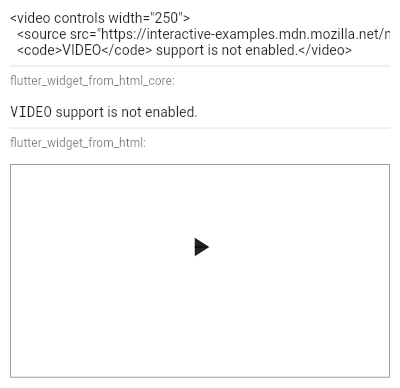 <video controls width="250">
<source src="https://interactive-examples.mdn.mozilla.net/
<code>VIDEO</code> support is not enabled.</video>
flutter_widget_from_html_core:
VIDEO support is not enabled.
flutter_widget_from_html: